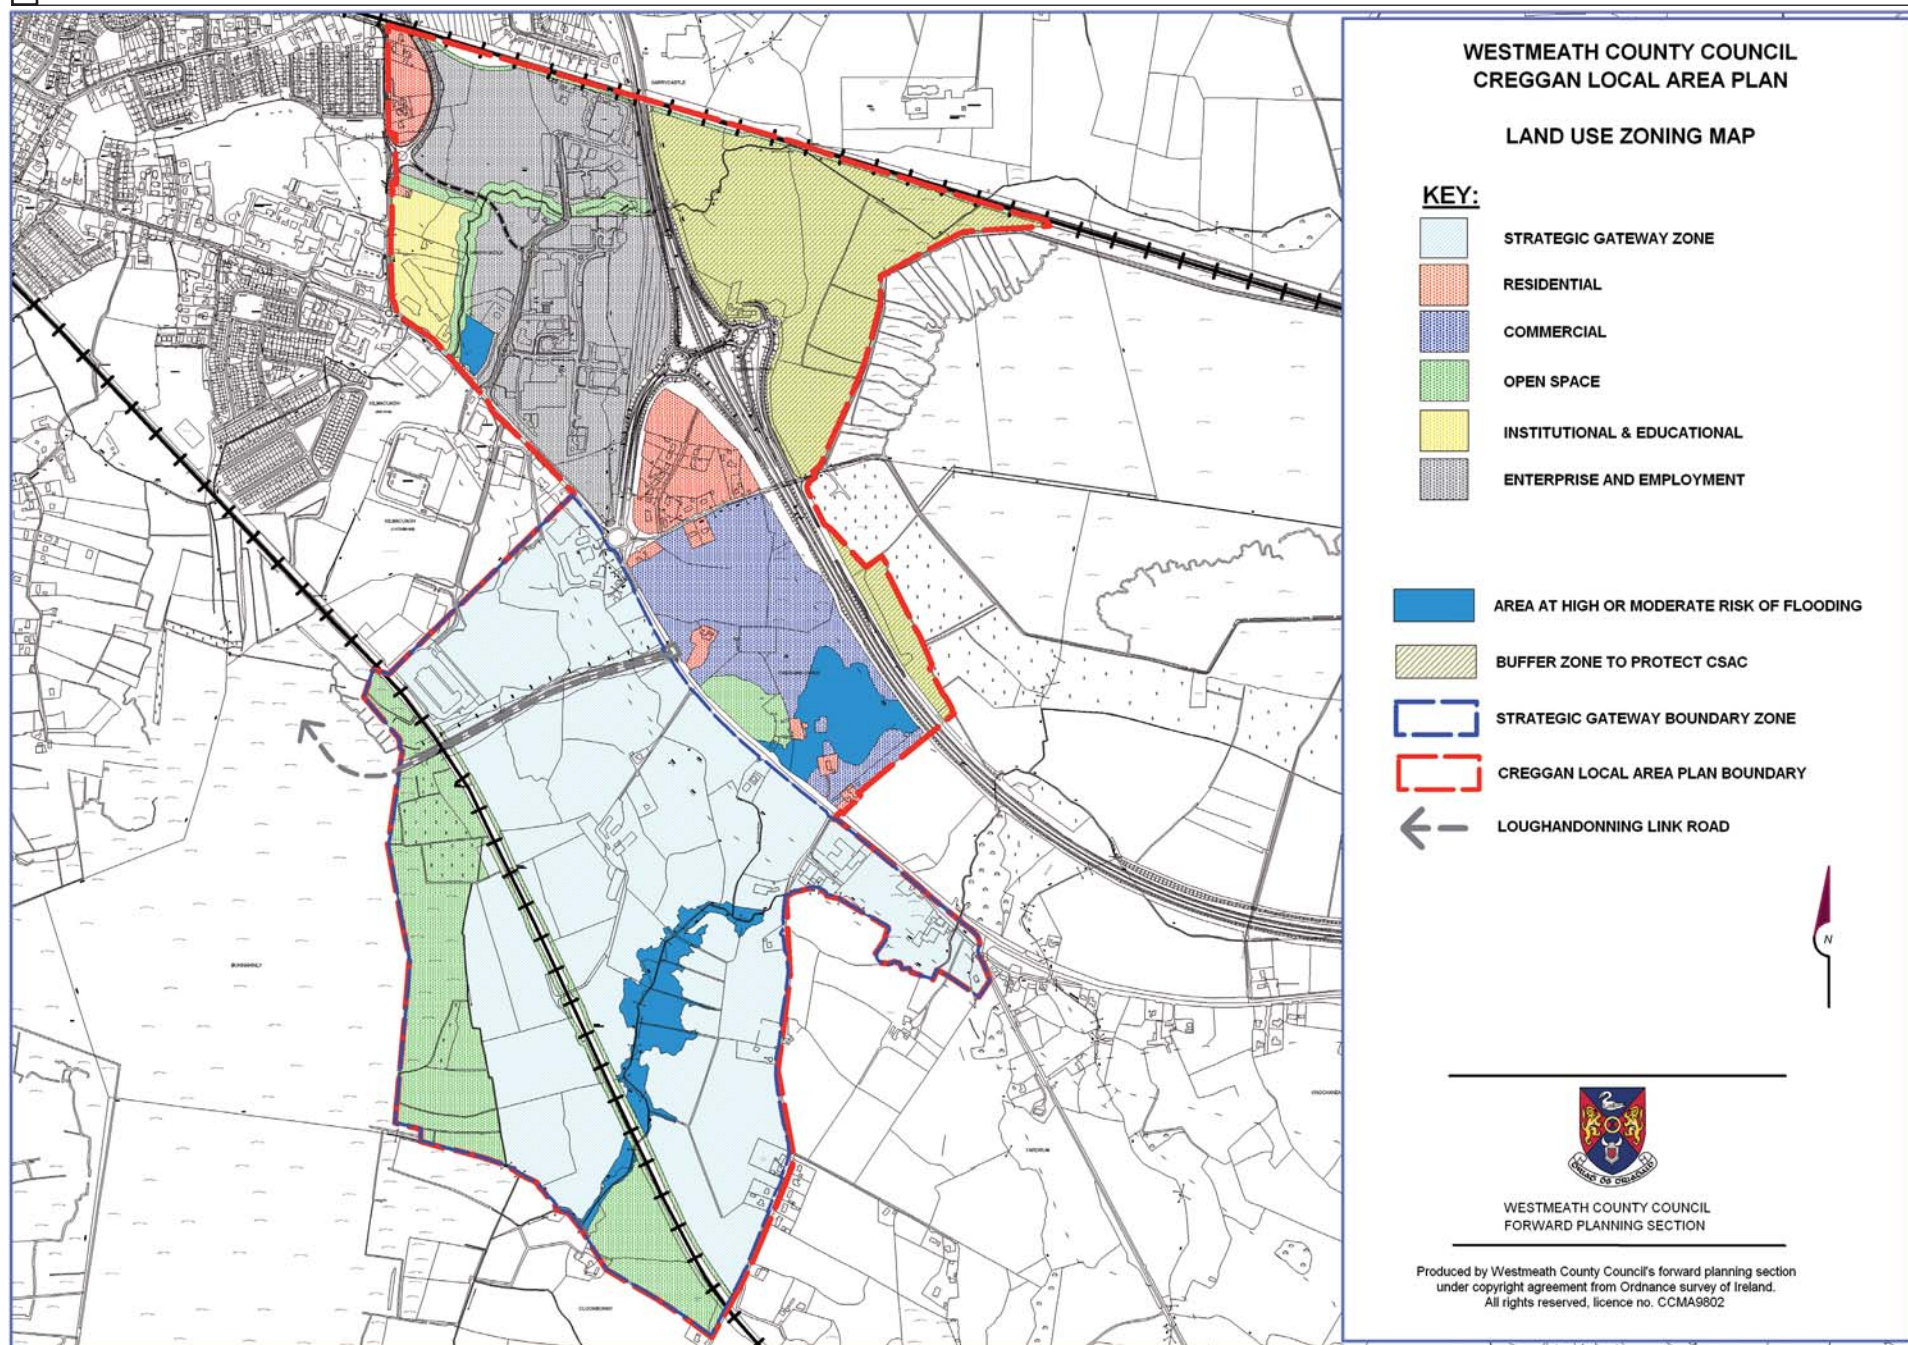 WESTMEATH COUNTY COUNCIL
CREGGAN LOCAL AREA PLAN
LAND USE ZONING MAP
KEY:
STRATEGIC GATEWAY ZONE
RESIDENTIAL
COMMERCIAL
OPEN SPACE
INSTITUTIONAL & EDUCATIONAL
ENTERPRISE AND EMPLOYMENT
AREA AT HIGH OR MODERATE RISK OF FLOODING
BUFFER ZONE TO PROTECT CSAC
STRATEGIC GATEWAY BOUNDARY ZONE
CREGGAN LOCAL AREA PLAN BOUNDARY
LOUGHANDONNING LINK ROAD
N
WESTMEATH COUNTY COUNCIL
FORWARD PLANNING SECTION
Produced by Westmeath County Council's forward planning section
under copyright agreement from Ordnance survey of Ireland.
All rights reserved, licence no. CCMA9802